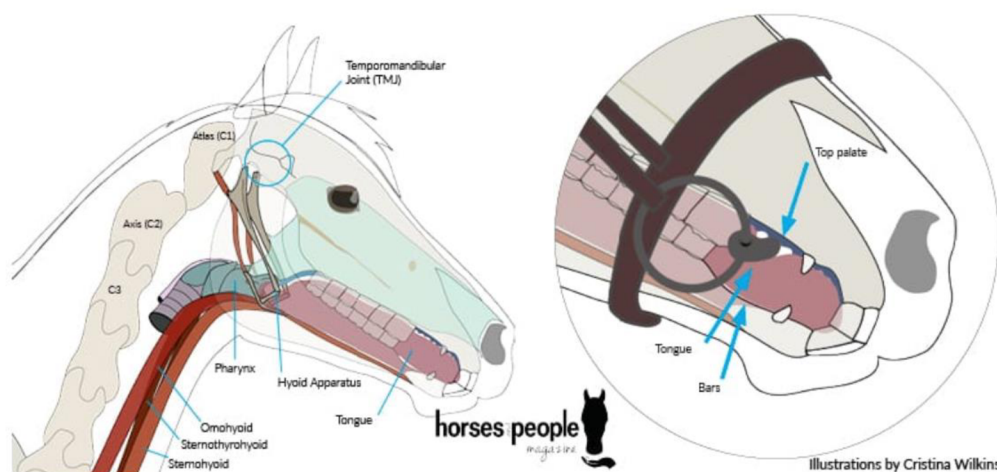 Temporomandibular
Joint (TMJ)
Atlas (C1)
Axis (C2)
C3
Pharynx
Hyoid Apparatus
Tongue
Omohyoid
Sternothyrohyoid
Sternohyoid
Top palate
Tongue
Bars
horses people
magazine
Illustrations by Cristina Wilkins